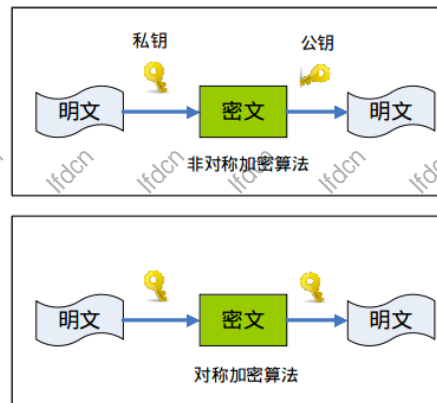 私钥
公钥
明文
密文
明文
lfdcn lfdcn lfdcn lfdcn lfdcn
非对称加密算法
明文
密文
明文
对称加密算法